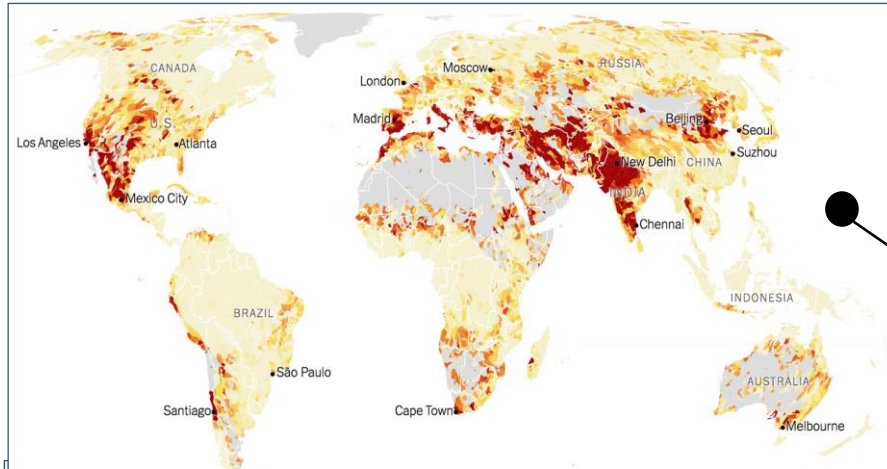 CANADA
RUSSIA
Moscow
London
Madrid
U.S.
Beijing
Los Angeles
Atlanta
Seoul
Suzhou
New Delhi
CHINA
INDIA
Mexico City
Chennai
INDONESIA
BRAZIL
São Paulo
AUSTRALIA
Santiago
Cape Town
Melbourne